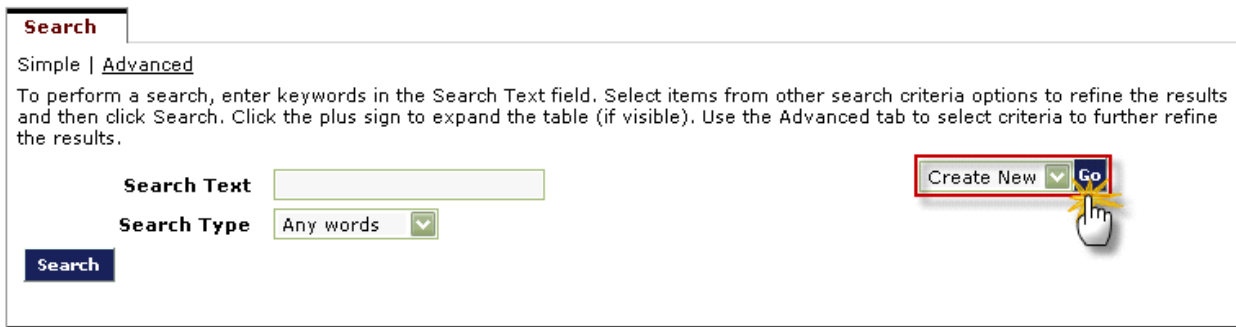 Search
Simple | Advanced
To perform a search, enter keywords in the Search Text field. Select items from other search criteria options to refine the results
and then click Search. Click the plus sign to expand the table (if visible). Use the Advanced tab to select criteria to further refine
the results.
Search Text
Create New Go
Search Type Any words
Search